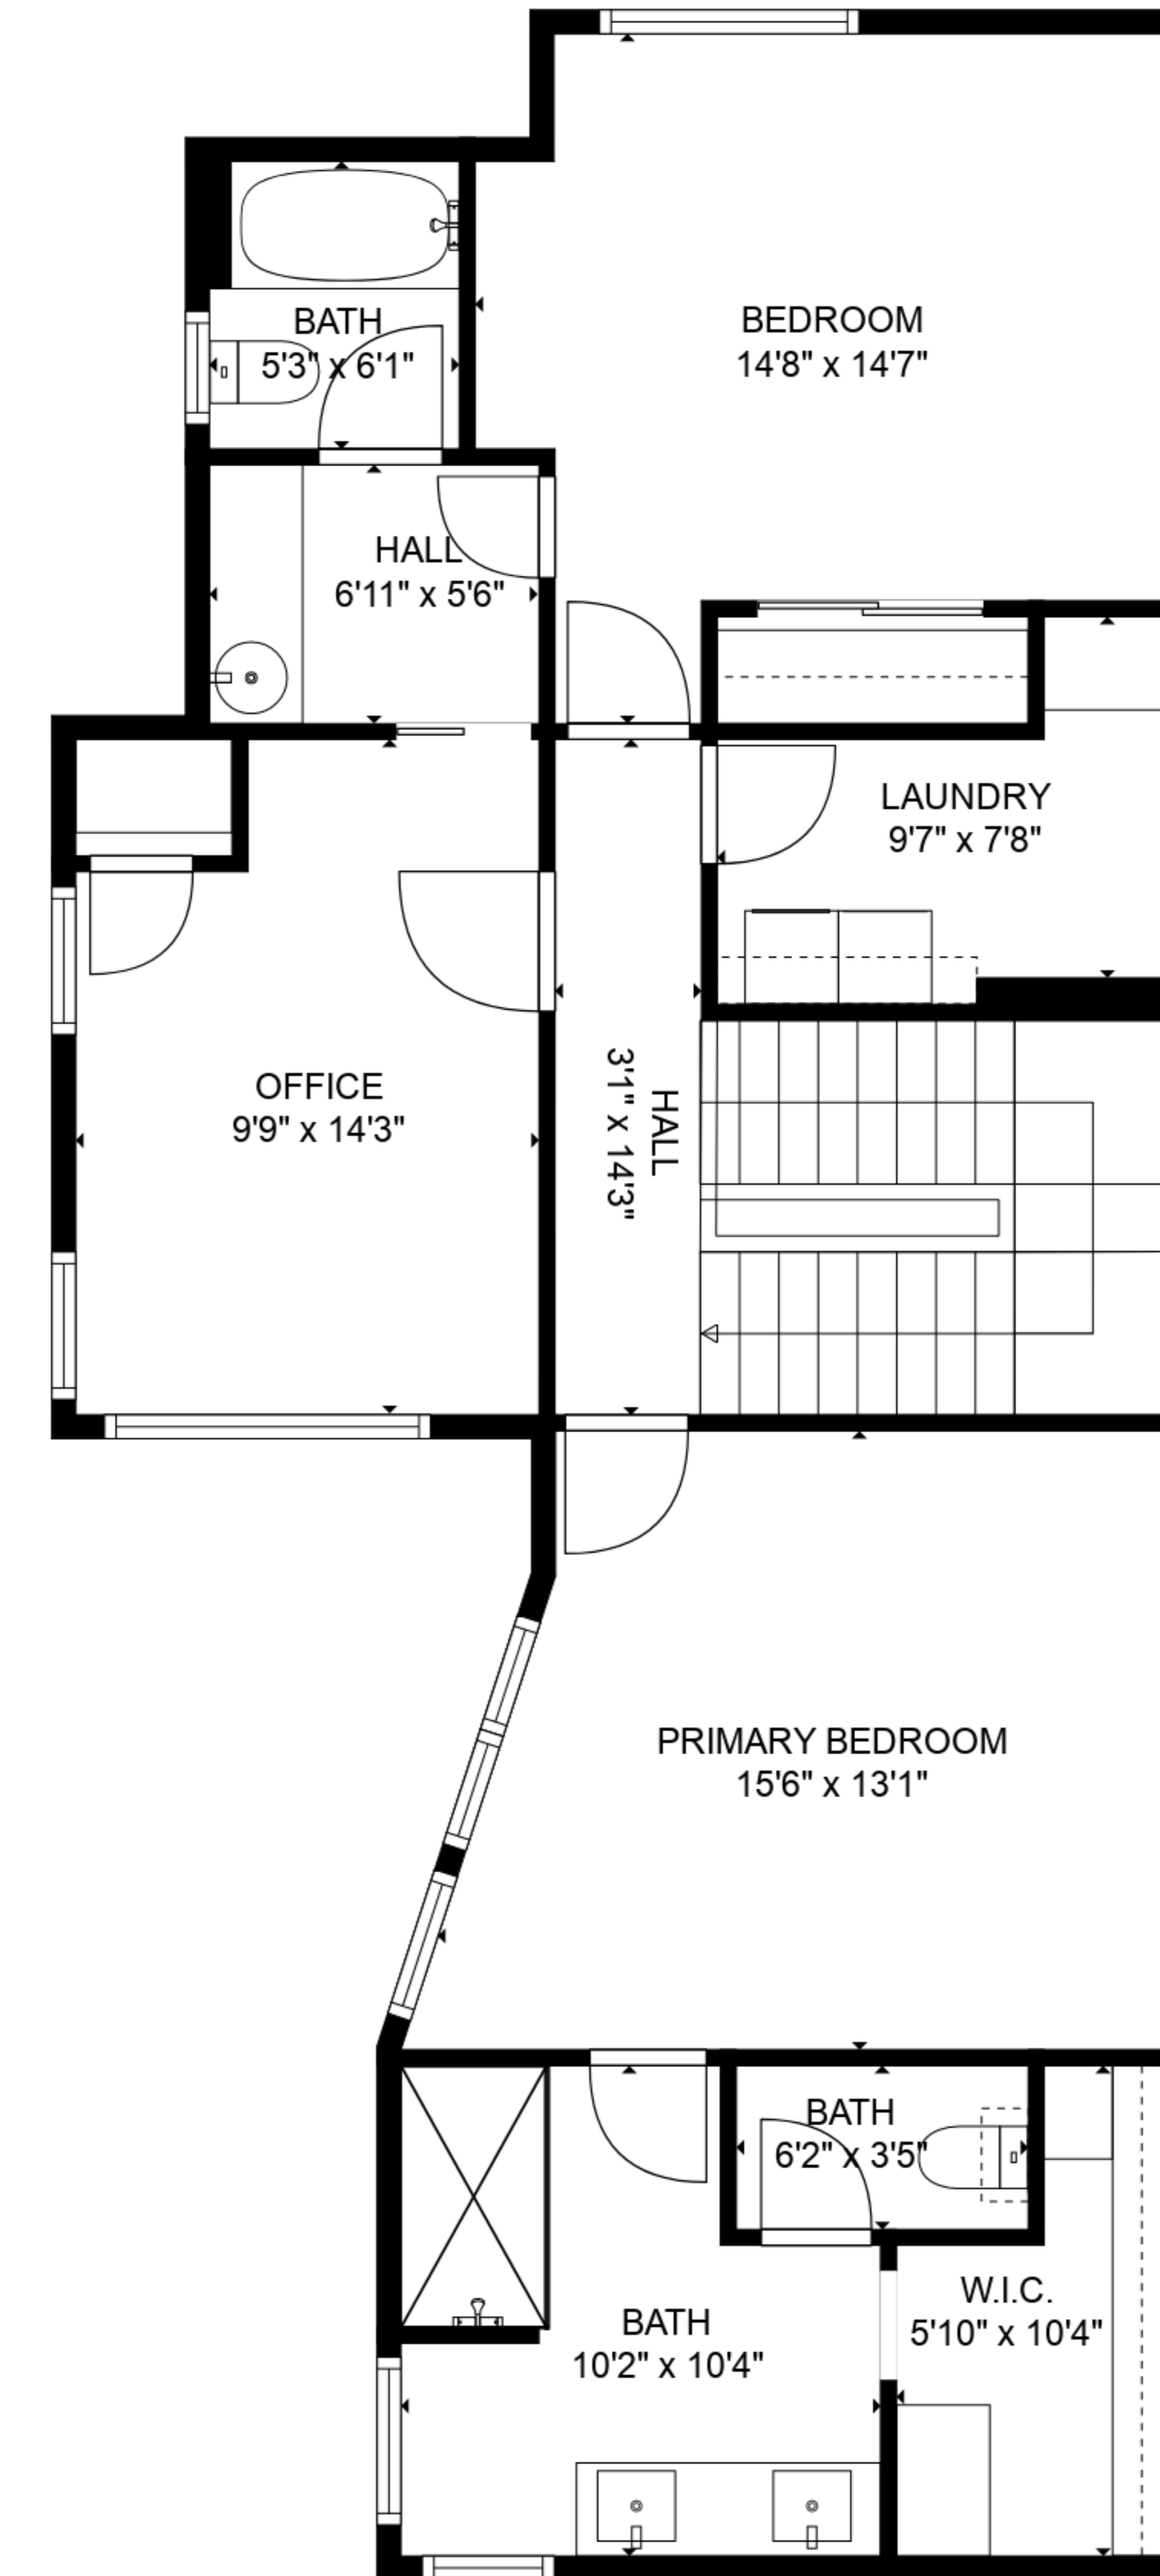 BATH
5'3" x 6'1"
BEDROOM
14'8" x 14'7"
HALL
6'11" x 5'6"
LAUNDRY
9'7" x 7'8"
OFFICE
9'9" x 14'3"
HALL
3'1" x 14'3"
PRIMARY BEDROOM
15'6" x 13'1"
BATH
6'2" x 3'5"
W.I.C.
5'10" x 10'4"
BATH
10'2" x 10'4"